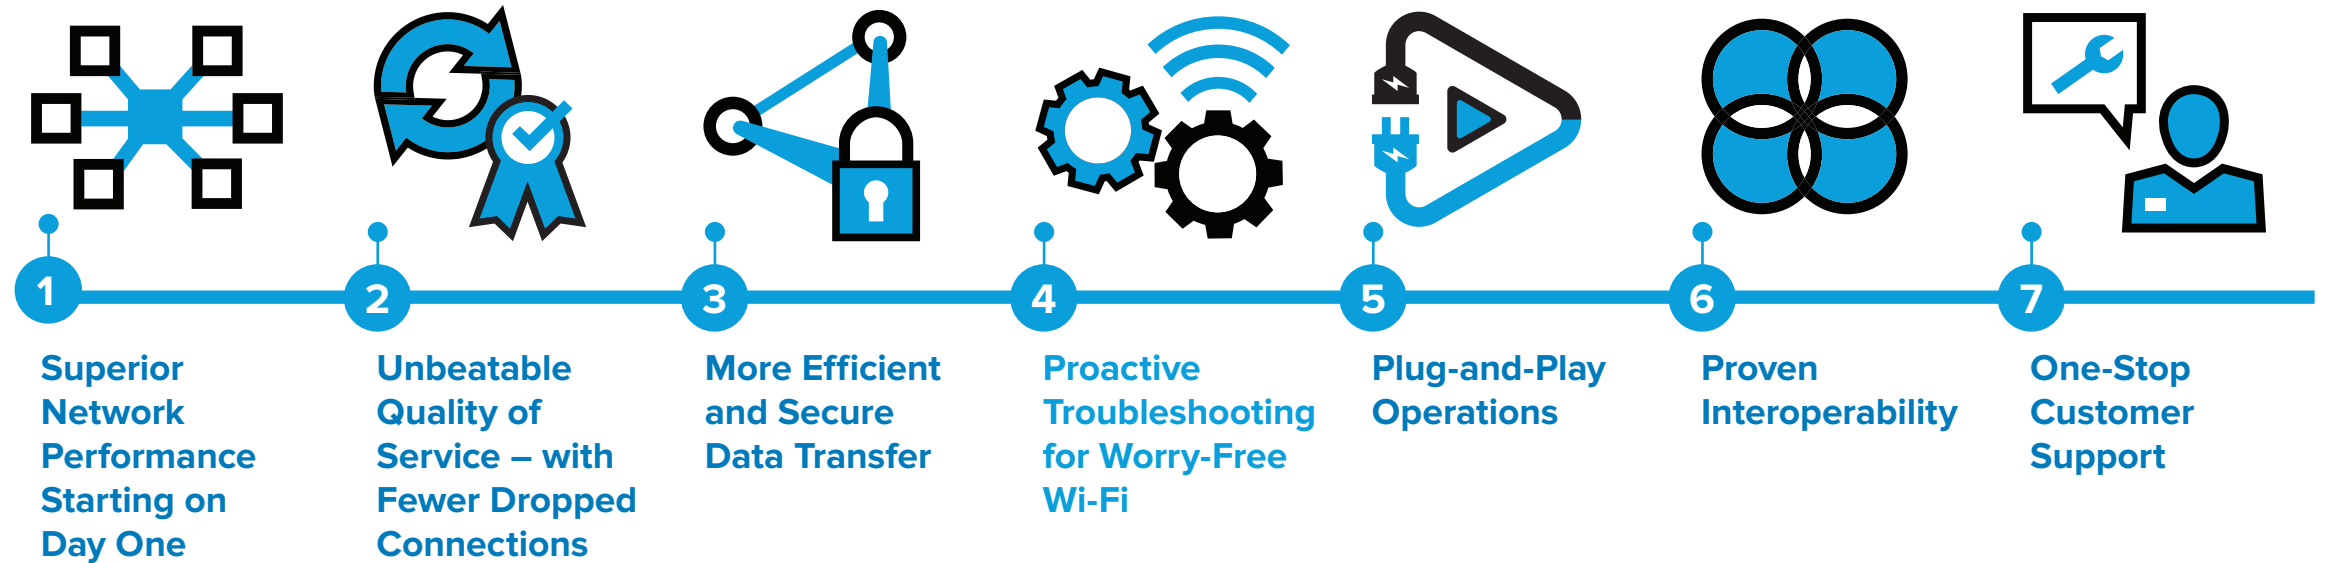 1
Superior
Network
Performance
Starting on
Day One
2
Unbeatable
Quality of
Service – with
Fewer Dropped
Connections
3
More Efficient
and Secure
Data Transfer
4
Proactive
Troubleshooting
for Worry-Free
Wi-Fi
5
Plug-and-Play
Operations
6
Proven
Interoperability
7
One-Stop
Customer
Support